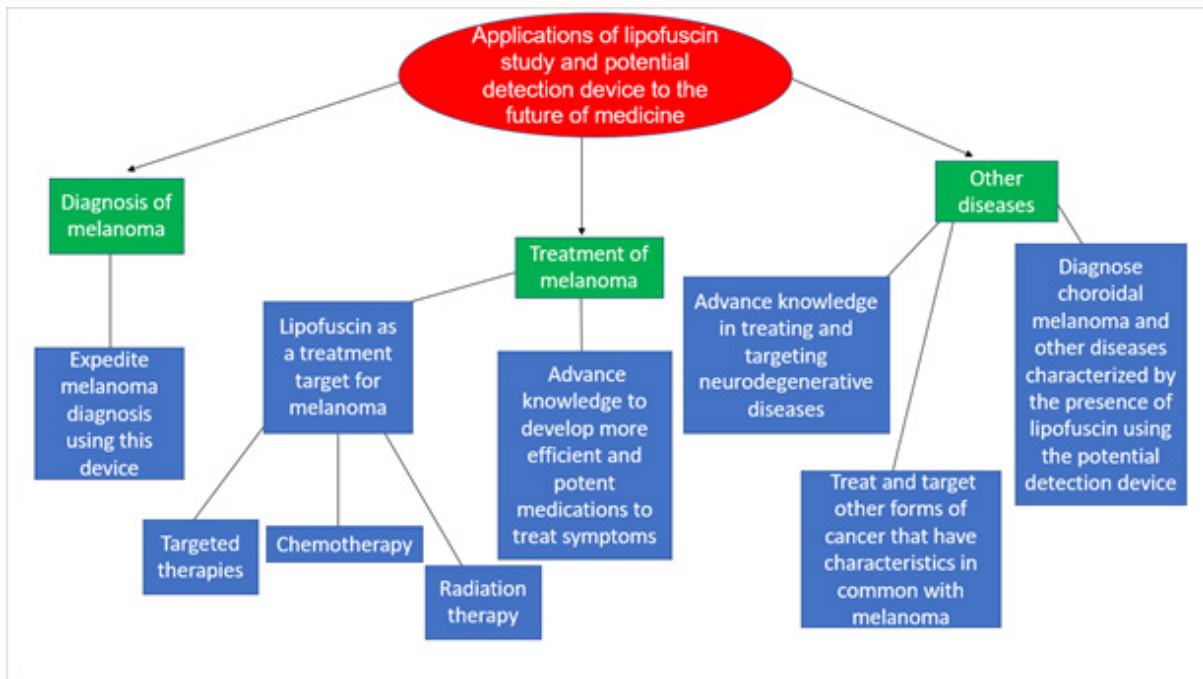 Applications of lipofuscin
study and potential
detection device to the
future of medicine
Diagnosis of
melanoma
Expedite
melanoma
diagnosis
using this
device
Treatment of
melanoma
Lipofuscin as
a treatment
target for
melanoma
Targeted
therapies
Chemotherapy
Radiation
therapy
Advance
knowledge to
develop more
efficient and
potent
medications to
treat symptoms
Other
diseases
Advance knowledge
in treating and
targeting
neurodegenerative
diseases
Treat and target
other forms of
cancer that have
characteristics in
common with
melanoma
Diagnose
choroidal
melanoma and
other diseases
characterized by
the presence of
lipofuscin using
the potential
detection device